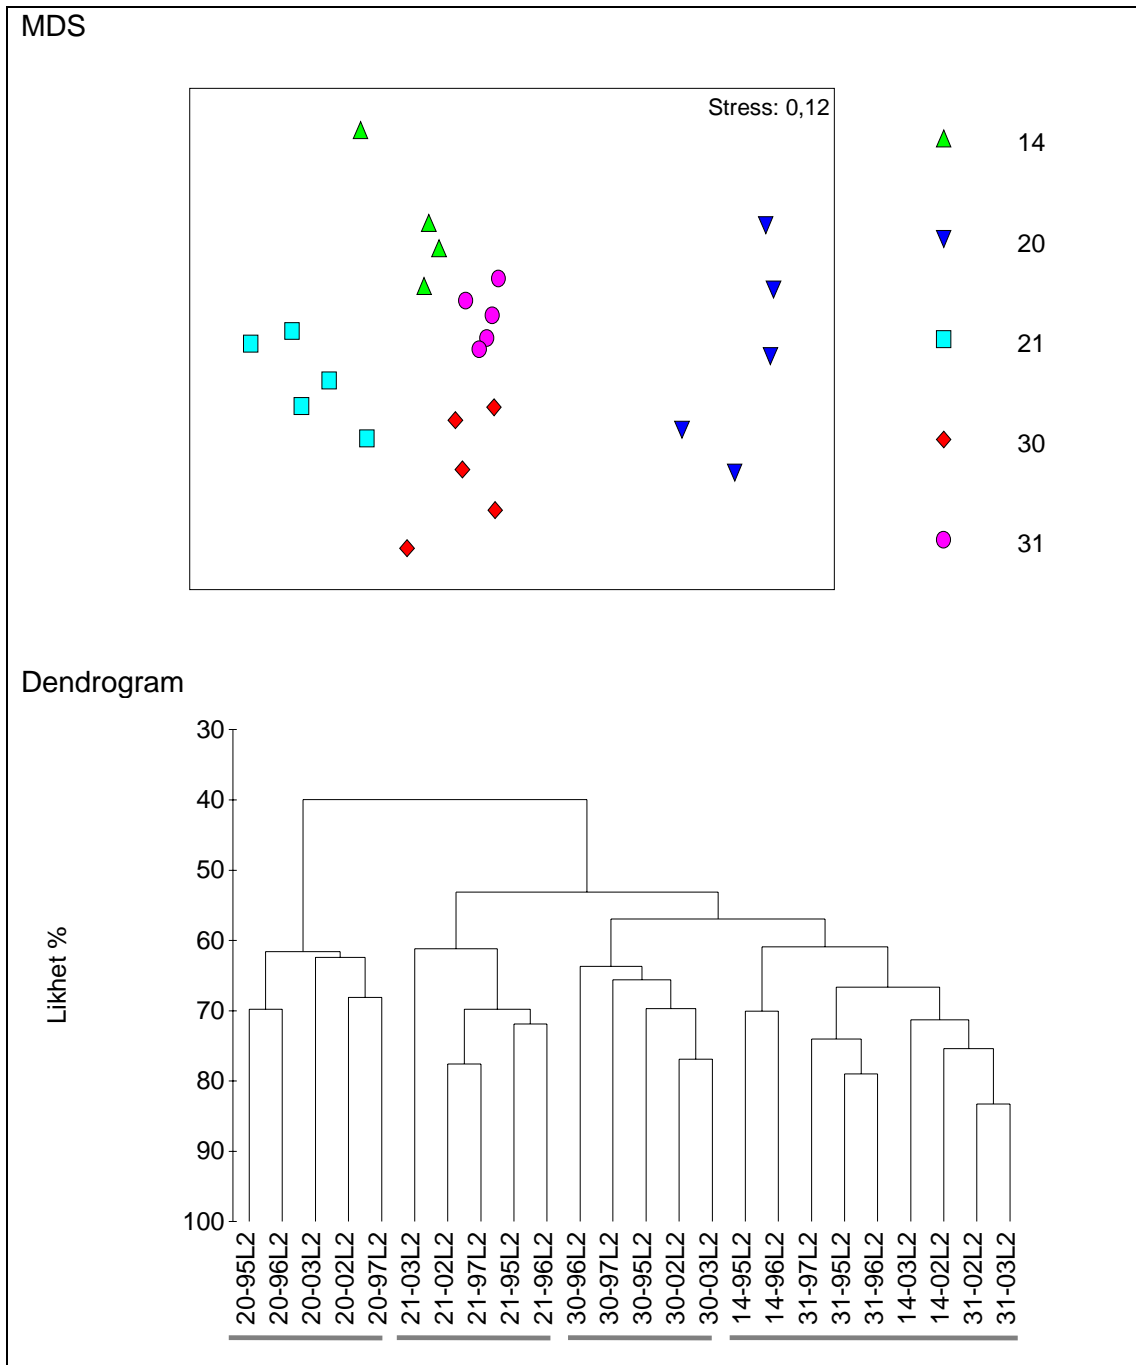 MDS
Stress: 0,12
14
20
21
30
31
Dendrogram
30
40
50
60
70
80
90
100
Likhet %
20-95L2
20-96L2
20-03L2
20-02L2
20-97L2
21-03L2
21-02L2
21-97L2
21-95L2
21-96L2
30-96L2
30-97L2
30-95L2
30-02L2
30-03L2
14-95L2
14-96L2
31-97L2
31-95L2
31-96L2
14-03L2
14-02L2
31-02L2
31-03L2